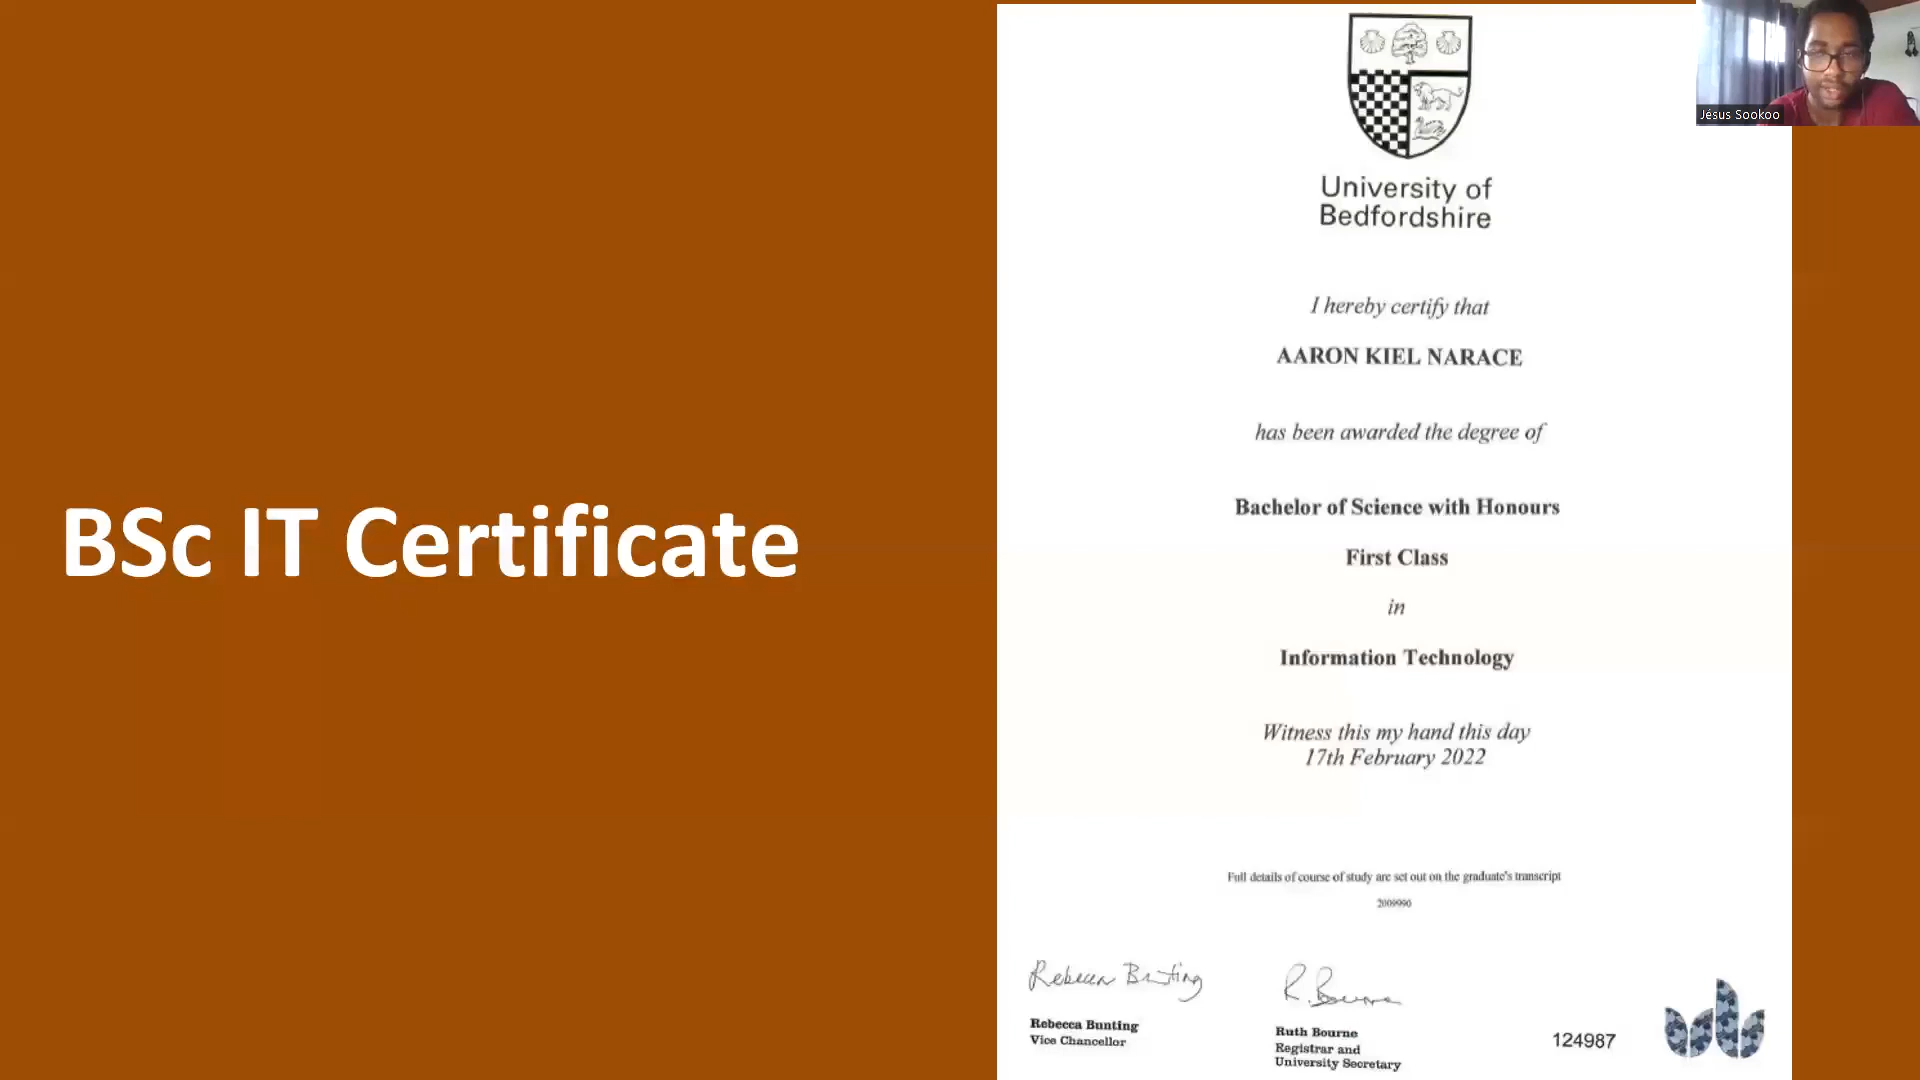 BSc IT Certificate
University of
Bedfordshire
I hereby certify that
AARON KIEL NARACE
has been awarded the degree of
Bachelor of Science with Honours
First Class
in
Information Technology
Witness this my hand this day
17th February 2022
Full details of course of study are set out on the graduate's transcript
2009990
Rebecca Bunting
R. Bourne
Rebecca Bunting
Vice Chancellor
Ruth Bourne
Registrar and
University Secretary
124987
Jésus Sookoo